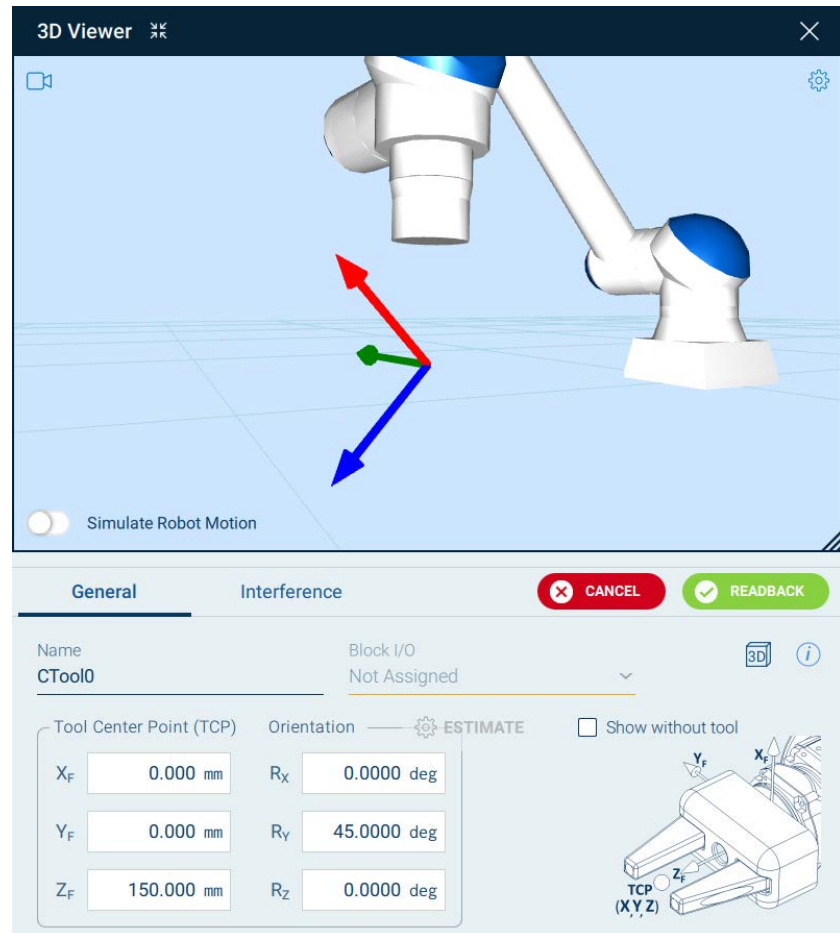 3D Viewer
Simulate Robot Motion
General Interference CANCEL READBACK
Name Block I/O
CTool0 Not Assigned 3D i
Tool Center Point (TCP) Orientation ESTIMATE Show without tool
XF 0.000 mm RX 0.0000 deg YF XF
YF 0.000 mm RY 45.0000 deg
ZF 150.000 mm RZ 0.0000 deg ZF
TCP
(X,Y,Z)